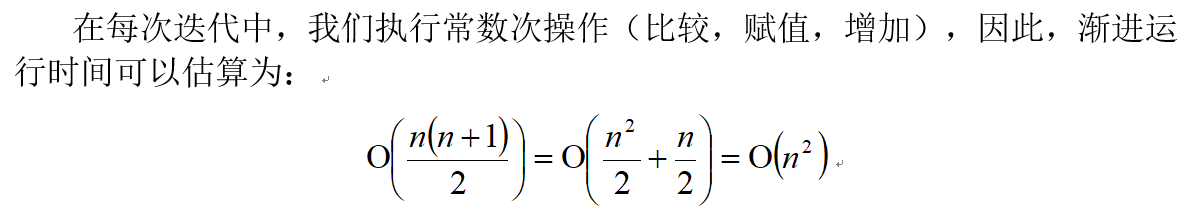 在每次迭代中，我们执行常数次操作（比较，赋值，增加），因此，渐进运
行时间可以估算为：
O(n(n+1)/2) = O(n²/2 + n/2) = O(n²)